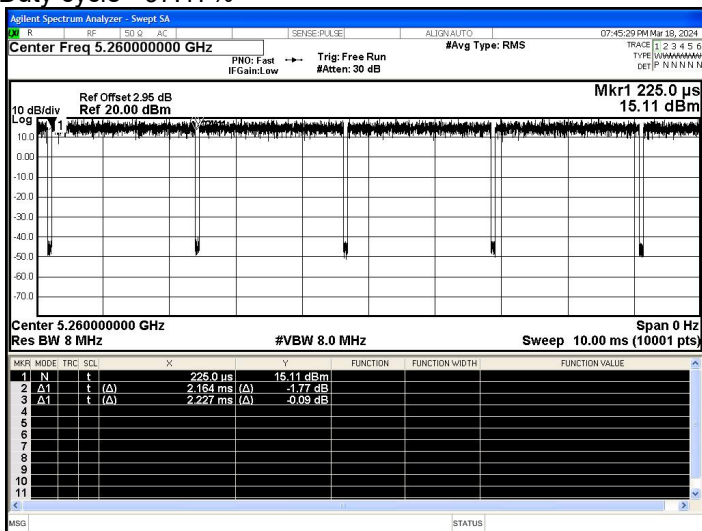 Agilent Spectrum Analyzer - Swept SA
LXI R RF 50 Ω AC SENSE:PULSE ALIGN AUTO 07:45:29 PM Mar 18, 2024
Center Freq 5.260000000 GHz #Avg Type: RMS TRACE 1 2 3 4 5 6
PNO: Fast Trig: Free Run TYPE
IFGain:Low #Atten: 30 dB DET P N N N N N
Mkr1 225.0 µs
Ref Offset 2.95 dB
10 dB/div Ref 20.00 dBm 15.11 dBm
Log
1
10.0
0.00
-10.0
-20.0
-30.0
-40.0
-50.0
-60.0
-70.0
Center 5.260000000 GHz Span 0 Hz
Res BW 8 MHz #VBW 8.0 MHz Sweep 10.00 ms (10001 pts)
MKR MODE TRC SCL X Y FUNCTION FUNCTION WIDTH FUNCTION VALUE
1 N t 225.0 µs 15.11 dBm
2 Δ1 t (Δ) 2.164 ms (Δ) -1.77 dB
3 Δ1 t (Δ) 2.227 ms (Δ) -0.09 dB
4
5
6
7
8
9
10
11
MSG STATUS